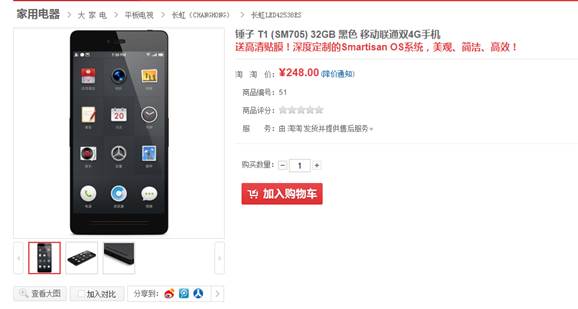 家用电器 > 大 家 电 > 平板电视 > 长虹（CHANGHONG） > 长虹LED42538ES
锤子 T1 (SM705) 32GB 黑色 移动联通双4G手机
送高清贴膜！深度定制的Smartisan OS系统，美观、简洁、高效！
淘 淘 价： ¥248.00 (降价通知)
商品编号： 51
商品评分：
服 务： 由 淘淘 发货并提供售后服务。
购买数量： − 1 +
加入购物车
查看大图
加入对比
分享到：